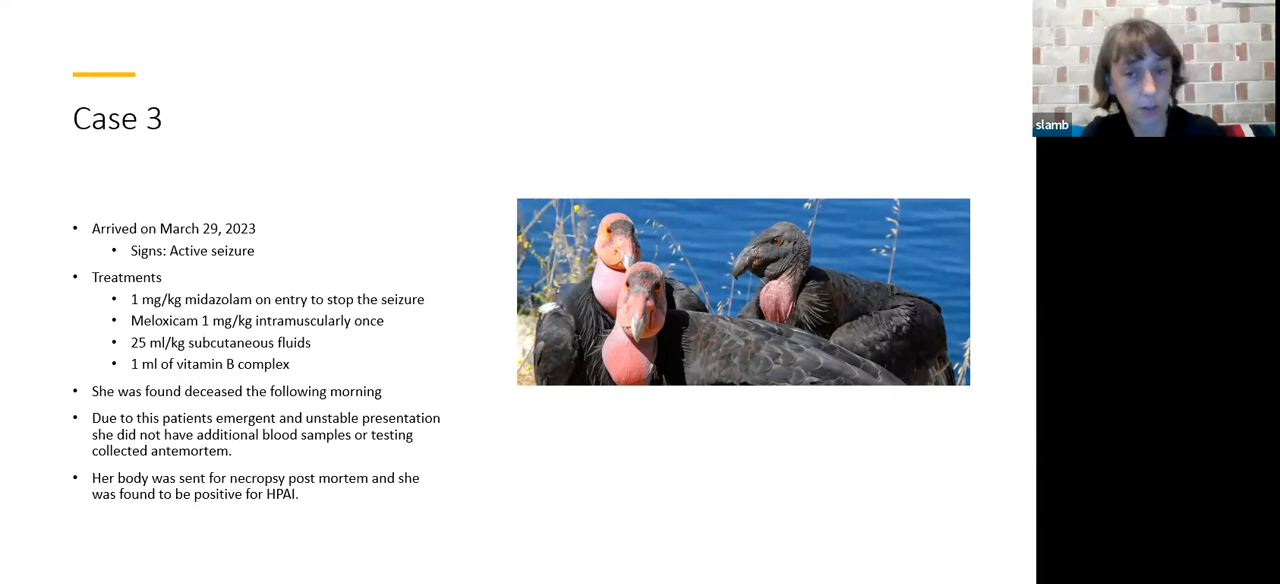 Case 3
• Arrived on March 29, 2023
• Signs: Active seizure
• Treatments
• 1 mg/kg midazolam on entry to stop the seizure
• Meloxicam 1 mg/kg intramuscularly once
• 25 ml/kg subcutaneous fluids
• 1 ml of vitamin B complex
• She was found deceased the following morning
• Due to this patients emergent and unstable presentation
she did not have additional blood samples or testing
collected antemortem.
• Her body was sent for necropsy post mortem and she
was found to be positive for HPAI.
slamb